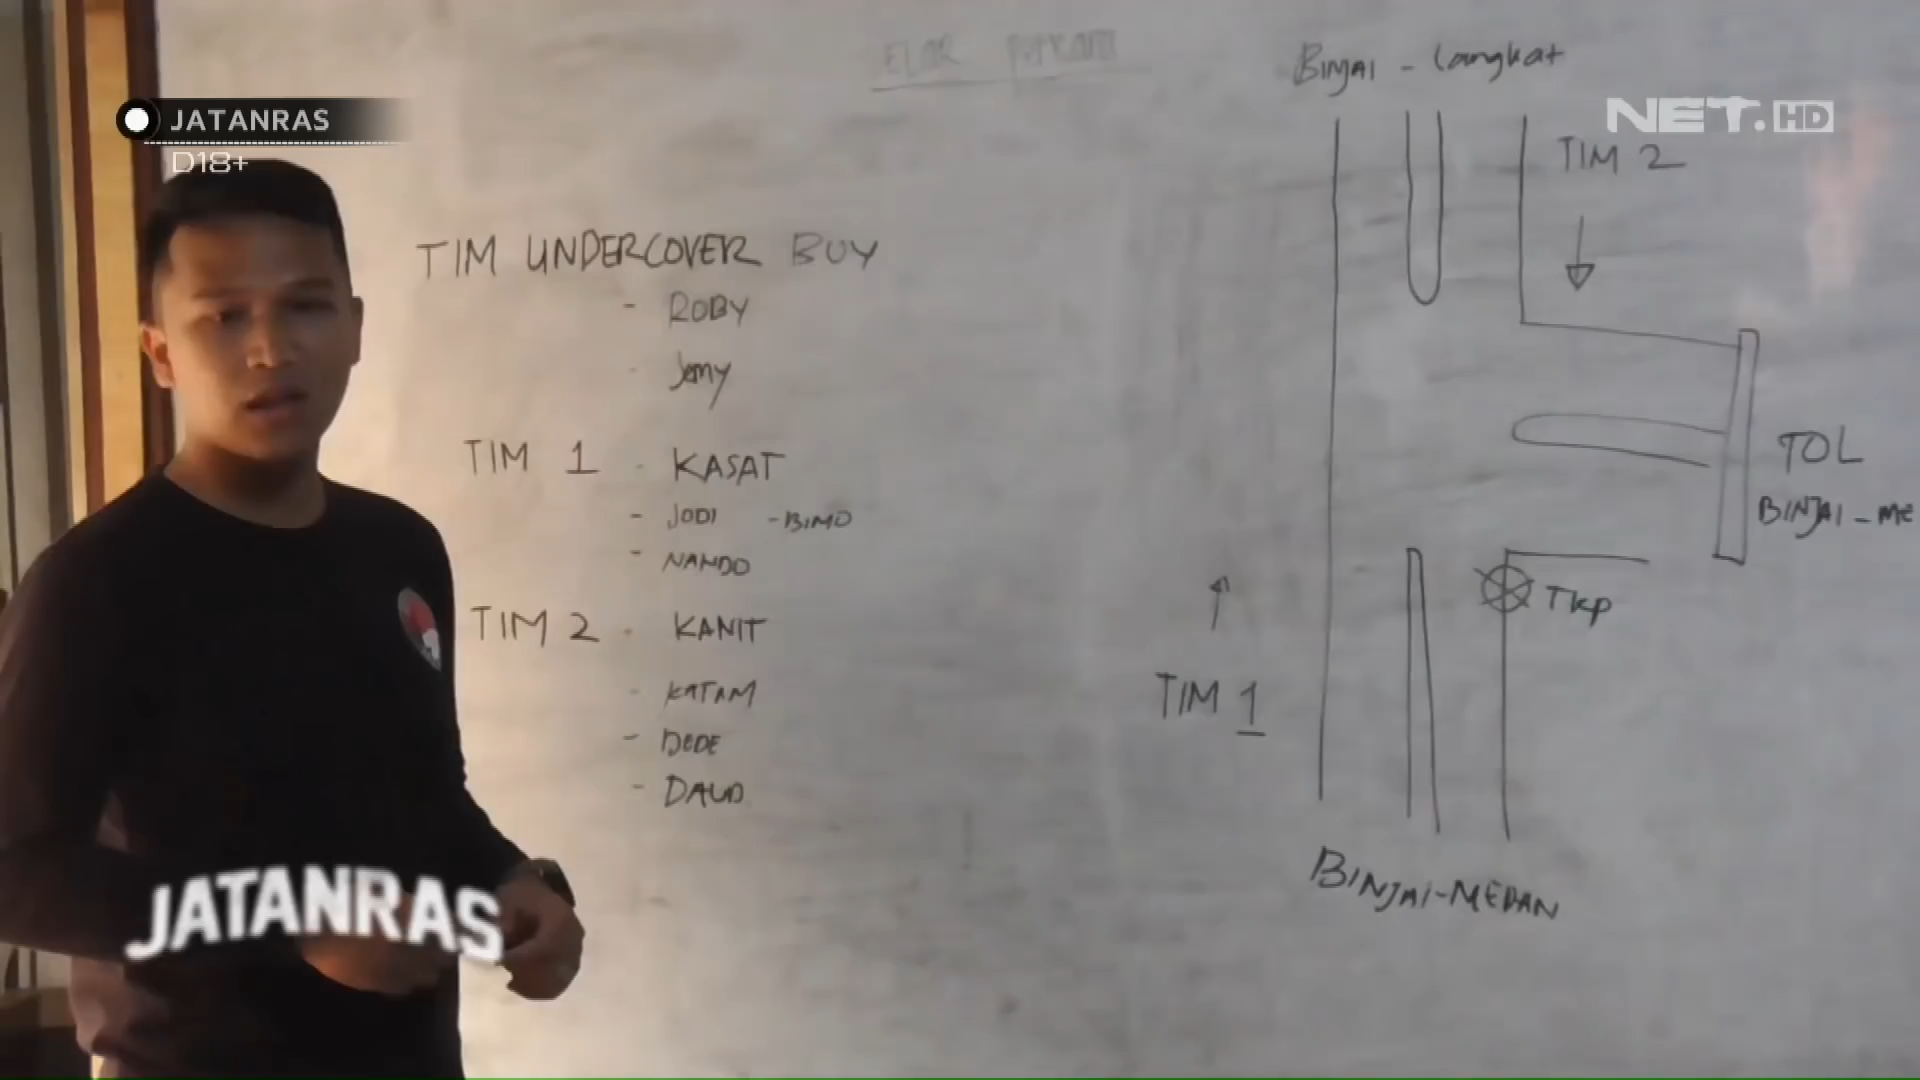 JATANRAS
D18+
NET. HD
Binjai - Langkat
TIM 2
TIM UNDERCOVER BUY
- ROBY
- Jemy
TIM 1 - KASAT
- JODI - BIMO
- NANDO
TIM 2 - KANIT
- KATAM
- DEDE
- DAUD
TOL
BINJAI - ME
TKP
TIM 1
BINJAI-MEDAN
JATANRAS